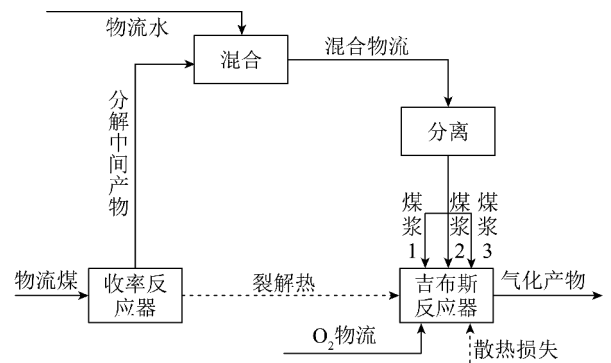 物流水
混合
混合物流
分解中间产物
分离
煤浆1
煤浆2
煤浆3
物流煤
收率反
应器
裂解热
吉布斯
反应器
气化产物
O₂物流
散热损失